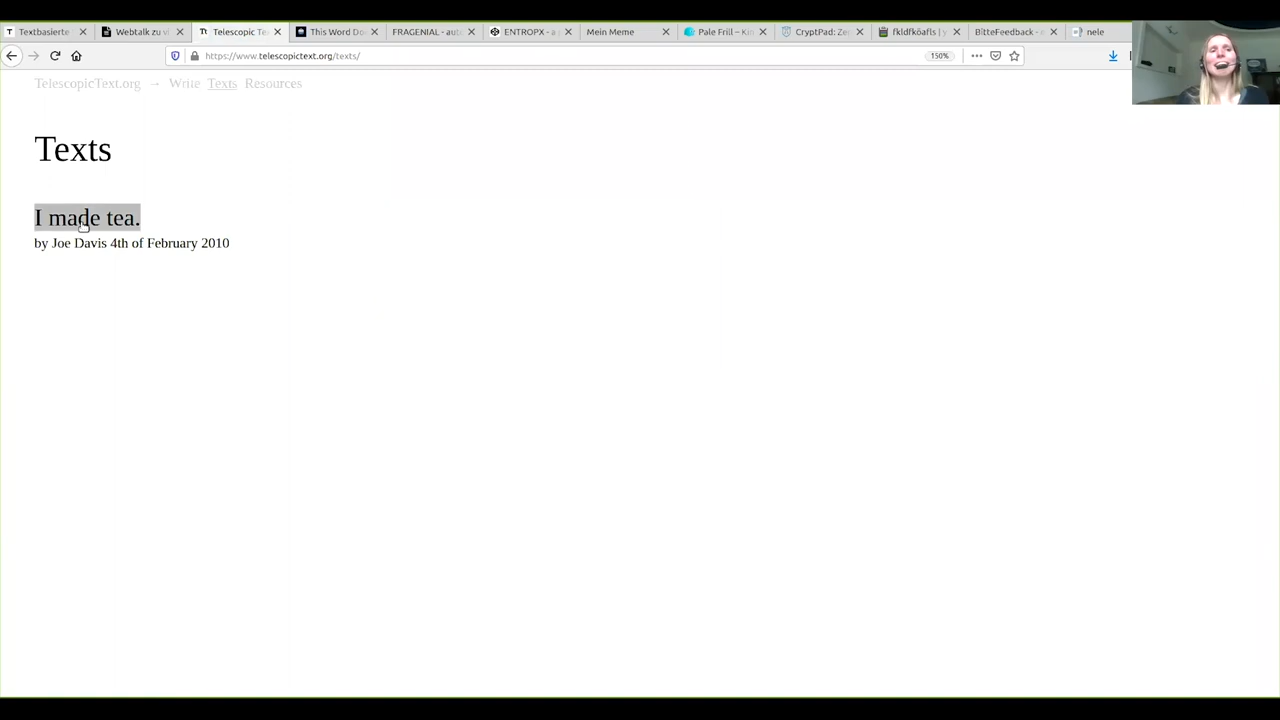 Textbasierte
Webtalk zu vi
Telescopic Te
This Word Do
FRAGENIAL - aut
ENTROPX - a
Mein Meme
Pale Frill – Kin
CryptPad: Zer
fkldfköafls | y
BitteFeedback -
nele
https://www.telescopictext.org/texts/
150%
TelescopicText.org → Write Texts Resources
Texts
I made tea.
by Joe Davis 4th of February 2010